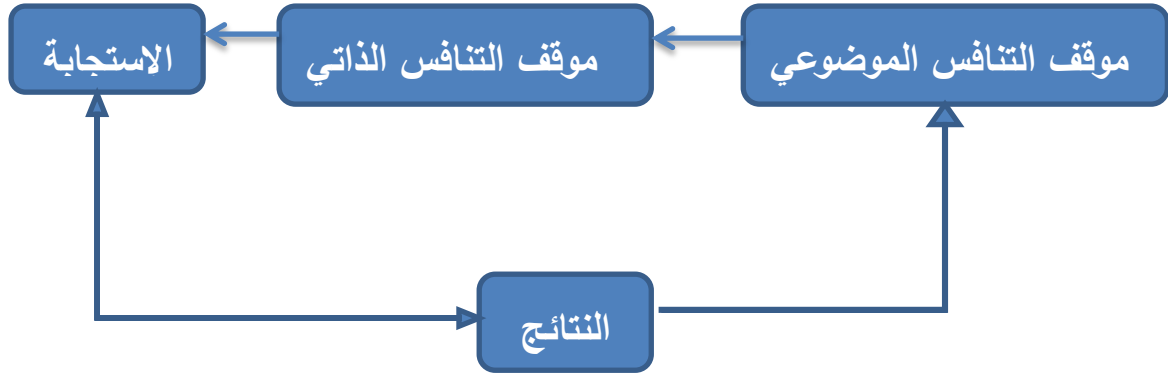 موقف التنافس الموضوعي
موقف التنافس الذاتي
الاستجابة
النتائج